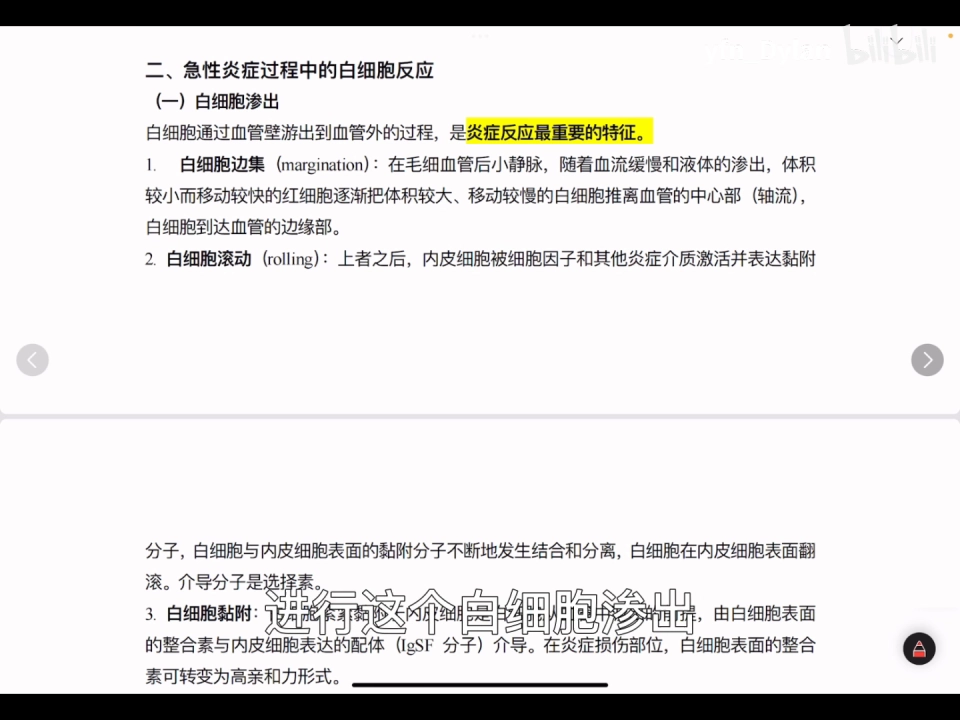 bilibili
二、急性炎症过程中的白细胞反应
（一）白细胞渗出
白细胞通过血管壁游出到血管外的过程，是炎症反应最重要的特征。
1. 白细胞边集（margination）：在毛细血管后小静脉，随着血流缓慢和液体的渗出，体积
较小而移动较快的红细胞逐渐把体积较大、移动较慢的白细胞推离血管的中心部（轴流），
白细胞到达血管的边缘部。
2. 白细胞滚动（rolling）：上者之后，内皮细胞被细胞因子和其他炎症介质激活并表达黏附
分子，白细胞与内皮细胞表面的黏附分子不断地发生结合和分离，白细胞在内皮细胞表面翻
滚。介导分子是选择素。
进行这个白细胞渗出
3. 白细胞黏附：，由白细胞表面
的整合素与内皮细胞表达的配体（IgSF 分子）介导。在炎症损伤部位，白细胞表面的整合
素可转变为高亲和力形式。